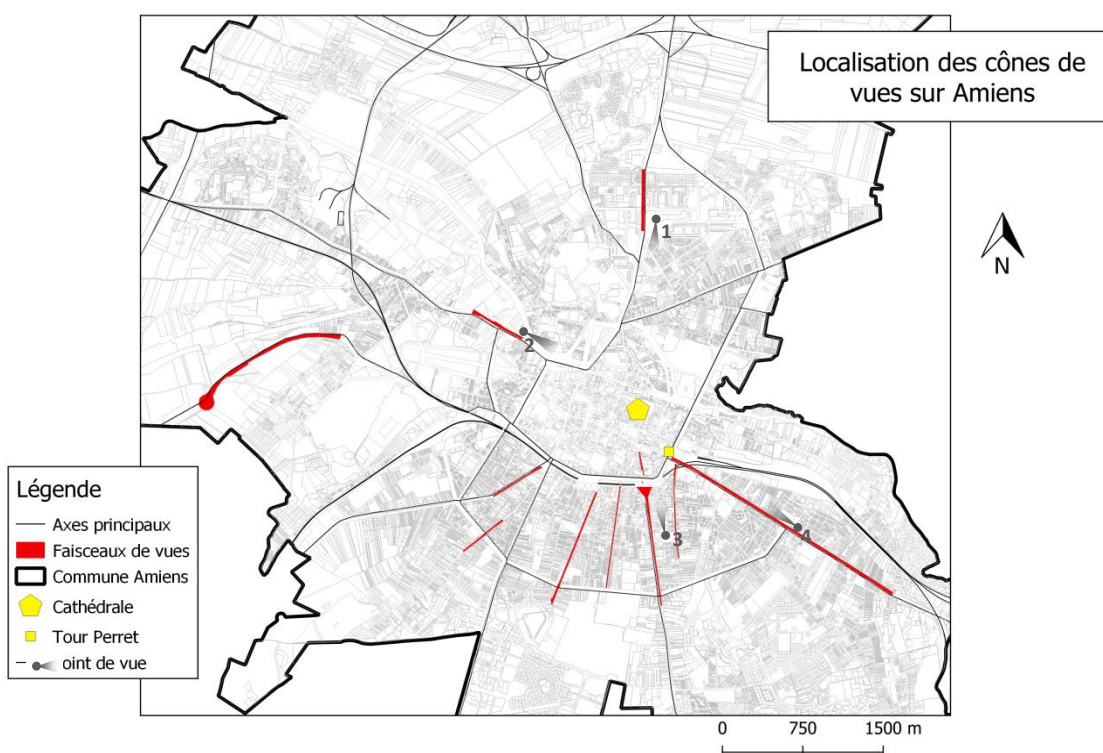 Localisation des cônes de
vues sur Amiens
1
N
2
Légende
Axes principaux
Faisceaux de vues
Commune Amiens
Cathédrale
Tour Perret
oint de vue
3
4
0 750 1500 m